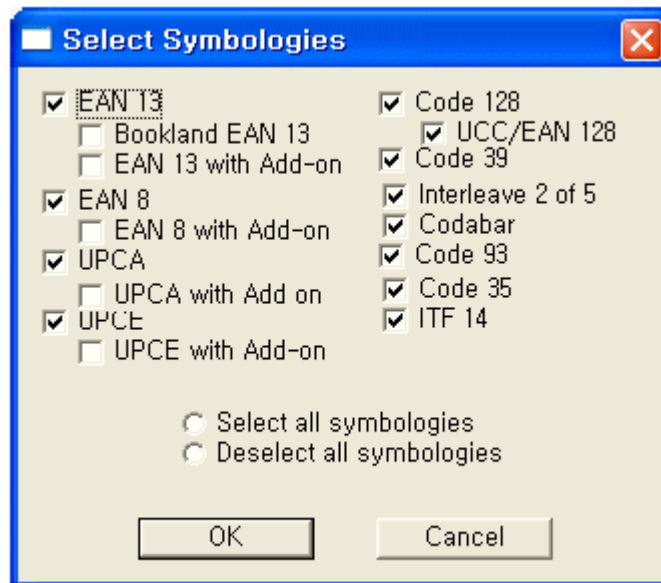 Select Symbologies
EAN 13
Bookland EAN 13
EAN 13 with Add-on
EAN 8
EAN 8 with Add-on
UPCA
UPCA with Add on
UPCE
UPCE with Add-on
Code 128
UCC/EAN 128
Code 39
Interleave 2 of 5
Codabar
Code 93
Code 35
ITF 14
Select all symbologies
Deselect all symbologies
OK
Cancel